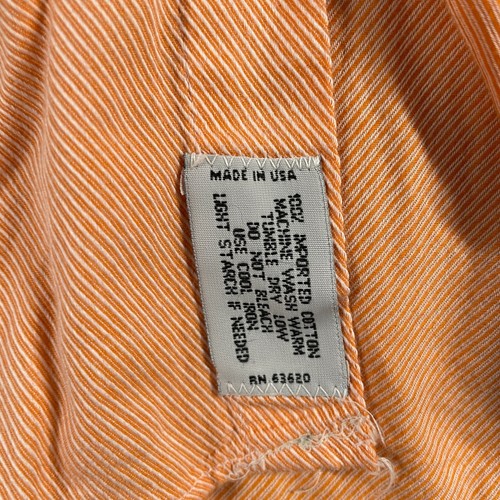 MADE IN USA
100% IMPORTED COTTON
MACHINE WASH WARM
TUMBLE DRY LOW
DO NOT BLEACH
USE COOL IRON
LIGHT STARCH IF NEEDED
RN 63620